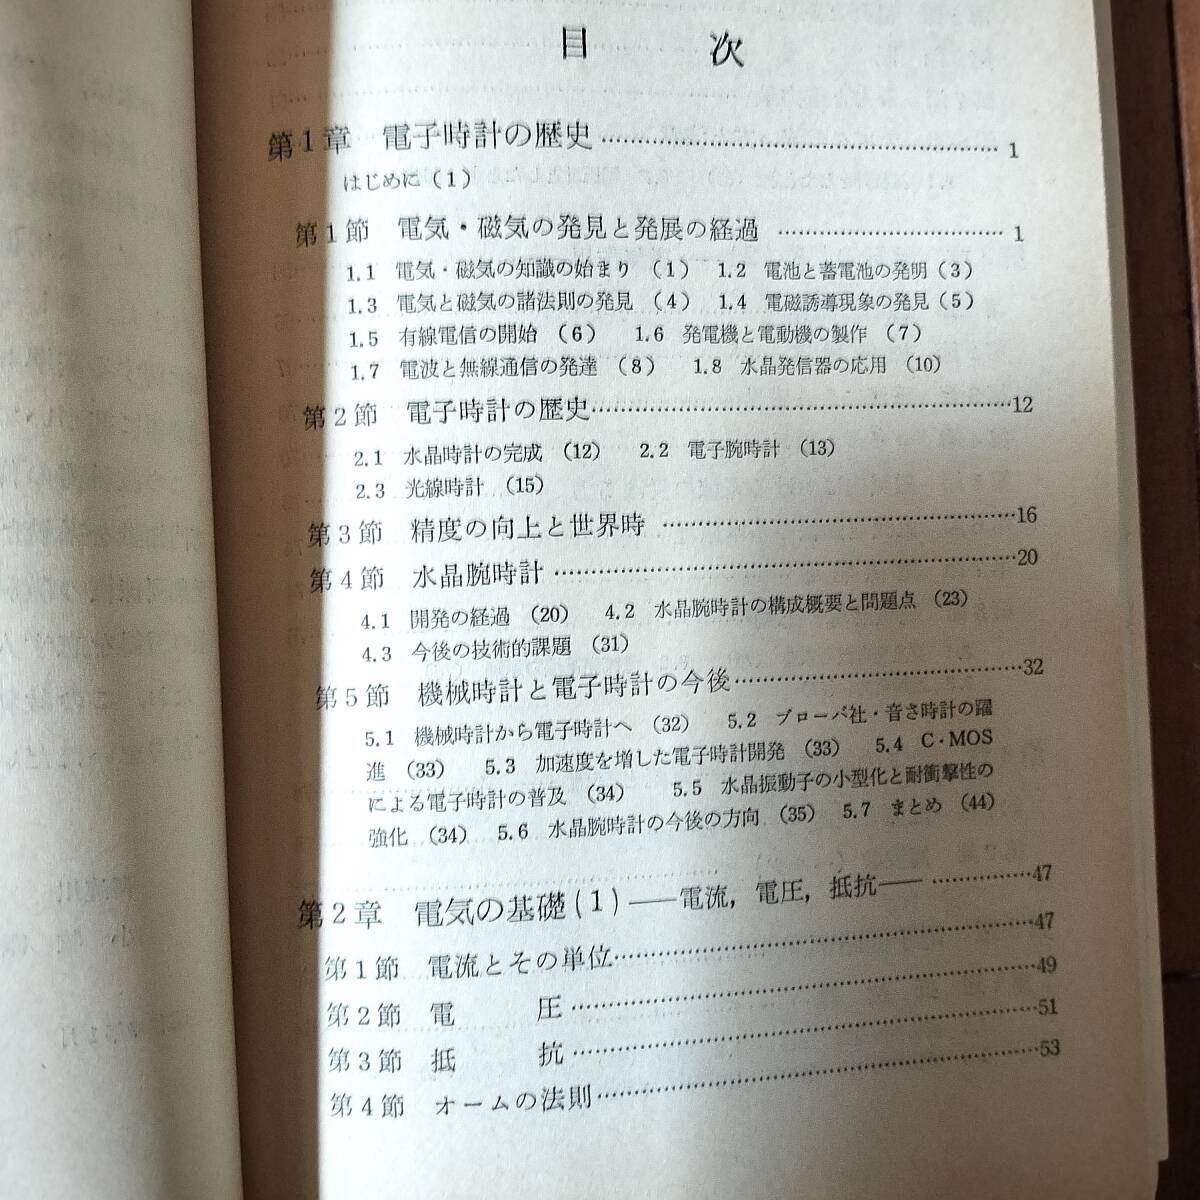 目次
第1章 電子時計の歴史……………………………………………… 1
はじめに(1)
第1節 電気・磁気の発見と発展の経過 ………………………… 1
1.1 電気・磁気の知識の始まり (1) 1.2 電池と蓄電池の発明(3)
1.3 電気と磁気の諸法則の発見 (4) 1.4 電磁誘導現象の発見(5)
1.5 有線電信の開始 (6) 1.6 発電機と電動機の製作 (7)
1.7 電波と無線通信の発達 (8) 1.8 水晶発信器の応用 (10)
第2節 電子時計の歴史………………………………………………12
2.1 水晶時計の完成 (12) 2.2 電子腕時計 (13)
2.3 光線時計 (15)
第3節 精度の向上と世界時 ………………………………………16
第4節 水晶腕時計 …………………………………………………20
4.1 開発の経過 (20) 4.2 水晶腕時計の構成概要と問題点 (23)
4.3 今後の技術的課題 (31)
第5節 機械時計と電子時計の今後…………………………………32
5.1 機械時計から電子時計へ (32) 5.2 ブローバ社・音さ時計の躍
進 (33) 5.3 加速度を増した電子時計開発 (33) 5.4 C・MOS
による電子時計の普及 (34) 5.5 水晶振動子の小型化と耐衝撃性の
強化 (34) 5.6 水晶腕時計の今後の方向 (35) 5.7 まとめ (44)
第2章 電気の基礎(1)――電流，電圧，抵抗―― ……………47
第1節 電流とその単位………………………………………………47
第2節 電圧 …………………………………………………………49
第3節 抵抗 …………………………………………………………51
第4節 オームの法則…………………………………………………53